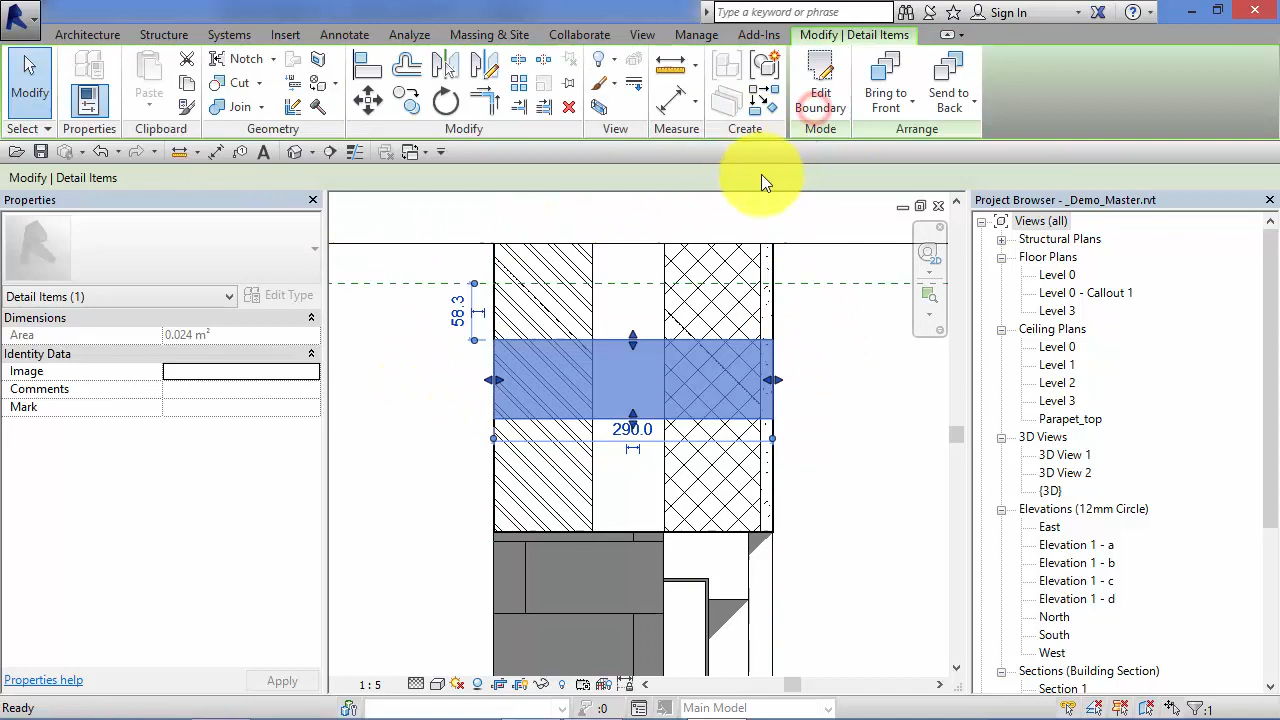 Type a keyword or phrase
Sign In
Architecture
Structure
Systems
Insert
Annotate
Analyze
Massing & Site
Collaborate
View
Manage
Add-Ins
Modify | Detail Items
Modify
Select
Properties
Paste
Clipboard
Notch
Cut
Join
Geometry
Modify
View
Measure
Create
Edit
Boundary
Mode
Bring to
Front
Send to
Back
Arrange
Modify | Detail Items
Properties
Detail Items (1)
Edit Type
Dimensions
Area
0.024 m²
Identity Data
Image
Comments
Mark
Properties help
Apply
58.3
290.0
2D
1 : 5
Project Browser - _Demo_Master.rvt
Views (all)
Structural Plans
Floor Plans
Level 0
Level 0 - Callout 1
Level 3
Ceiling Plans
Level 0
Level 1
Level 2
Level 3
Parapet_top
3D Views
3D View 1
3D View 2
{3D}
Elevations (12mm Circle)
East
Elevation 1 - a
Elevation 1 - b
Elevation 1 - c
Elevation 1 - d
North
South
West
Sections (Building Section)
Section 1
Ready
:0
Main Model
:1